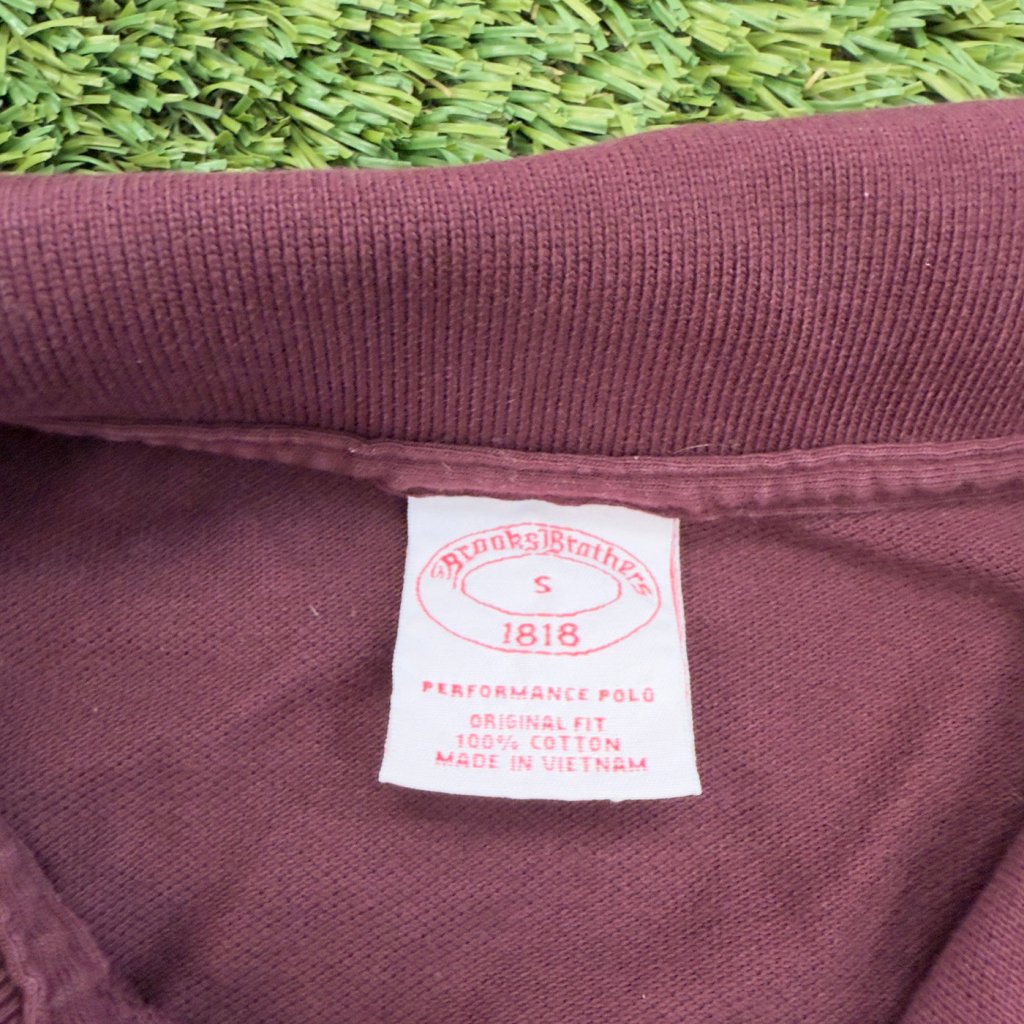 Brooks Brothers
S
1818
PERFORMANCE POLO
ORIGINAL FIT
100% COTTON
MADE IN VIETNAM